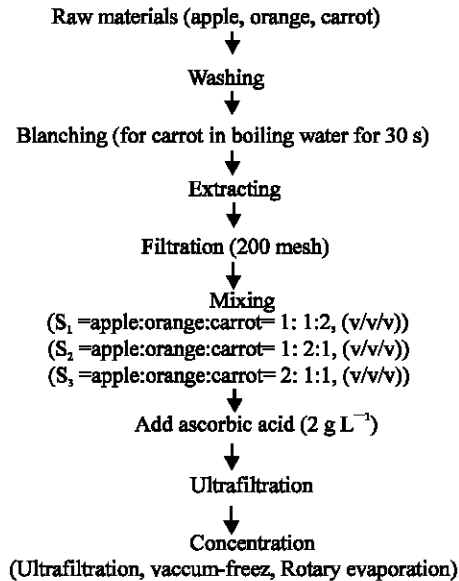 Raw materials (apple, orange, carrot)
Washing
Blanching (for carrot in boiling water for 30 s)
Extracting
Filtration (200 mesh)
Mixing
(S₁ =apple:orange:carrot= 1: 1:2, (v/v/v))
(S₂ =apple:orange:carrot= 1: 2:1, (v/v/v))
(S₃ =apple:orange:carrot= 2: 1:1, (v/v/v))
Add ascorbic acid (2 g L⁻¹)
Ultrafiltration
Concentration
(Ultrafiltration, vaccum-freez, Rotary evaporation)